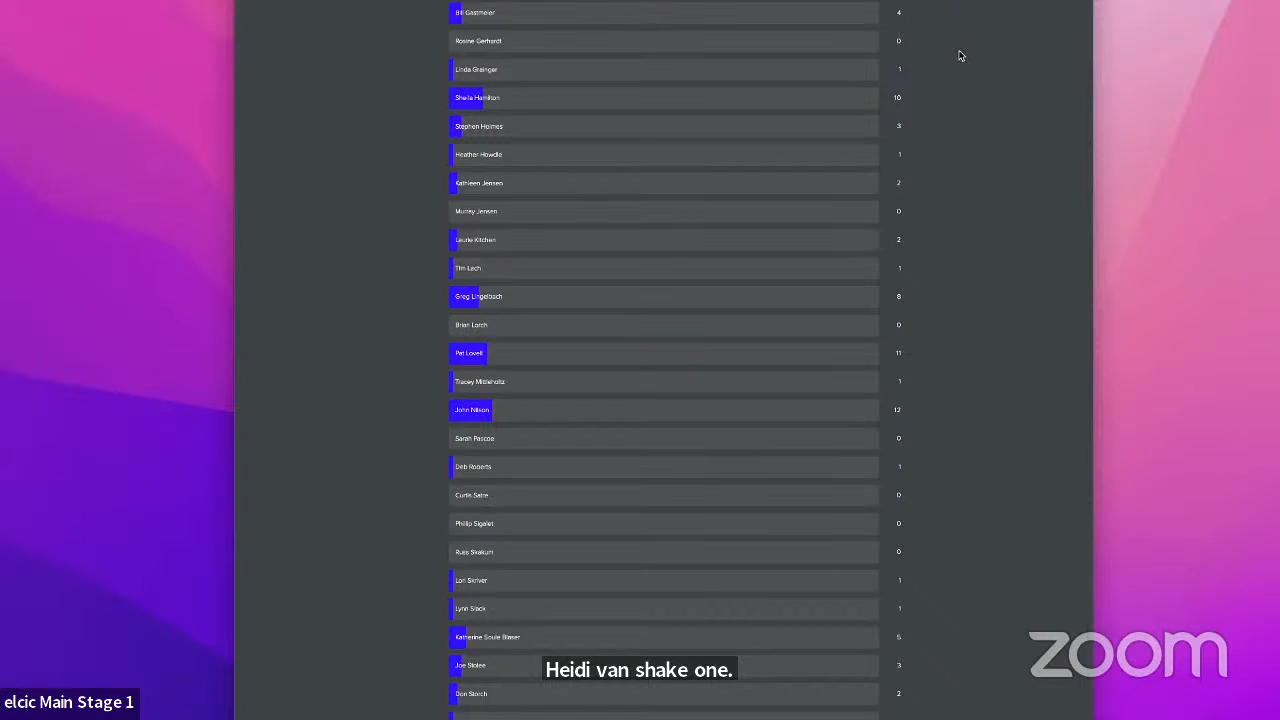 Bill Gastmeier 4
Rosine Gerhardt 0
Linda Grainger 1
Sheila Hamilton 10
Stephen Holmes 3
Heather Howdle 1
Kathleen Jensen 2
Murray Jensen 0
Laurie Kitchen 2
Tim Lach 1
Greg Lingelbach 8
Brian Lorch 0
Pat Lovell 11
Tracey Mittleholtz 1
John Nilson 12
Sarah Pascoe 0
Deb Roberts 1
Curtis Satre 0
Phillip Sigalet 0
Russ Skakum 0
Lori Skriver 1
Lynn Slack 1
Katherine Soule Blaser 5
zoom
Joe Stolee 3
Heidi van shake one.
Don Storch 2
elcic Main Stage 1